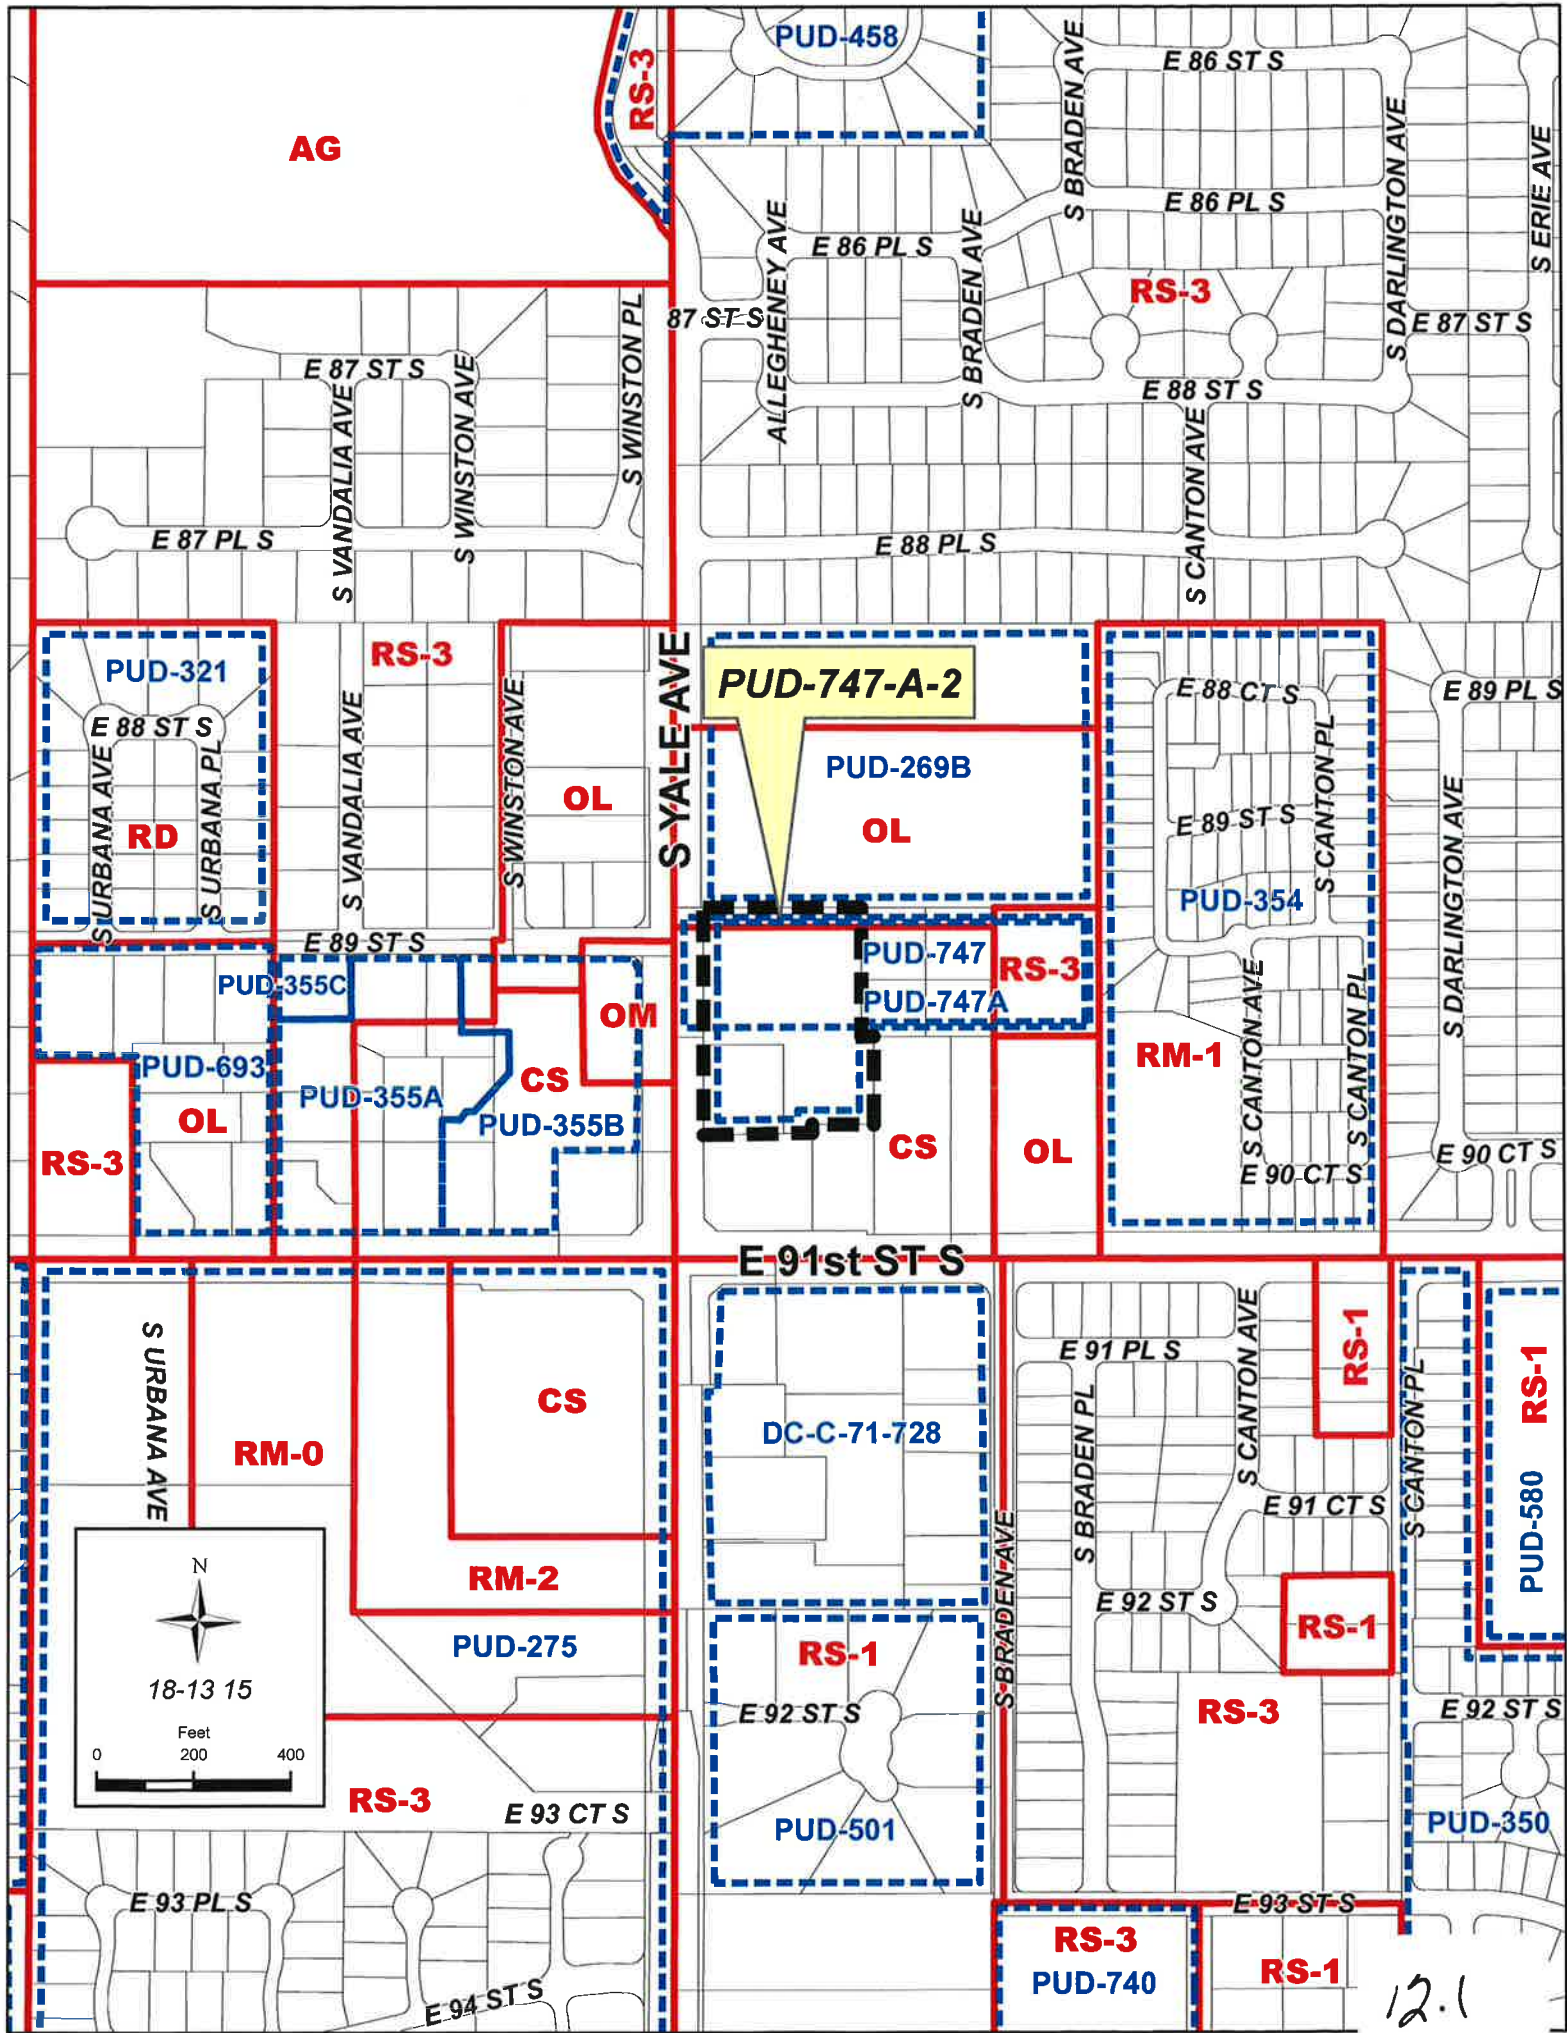 PUD-458
RS-3
AG
S BRADEN AVE
E 86 ST S
S DARLINGTON AVE
S ERIE AVE
E 86 PL S
ALLEGHENEY AVE
E 86 PL S
S BRADEN AVE
RS-3
S WINSTON PL
87 ST S
E 87 ST S
E 87 ST S
S VANDALIA AVE
S WINSTON AVE
E 88 ST S
S CANTON AVE
E 87 PL S
E 88 PL S
PUD-321
RS-3
S YALE AVE
PUD-747-A-2
E 88 CT S
E 89 PL S
E 88 ST S
S URBANA AVE
S URBANA PL
RD
S VANDALIA AVE
S WINSTON AVE
OL
PUD-269B
OL
S CANTON PL
E 89 ST S
S DARLINGTON AVE
PUD-354
E 89 ST S
PUD-355C
PUD-747
RS-3
PUD-747A
OM
S CANTON AVE
S CANTON PL
PUD-693
OL
PUD-355A
CS
PUD-355B
RM-1
RS-3
CS
OL
E 90 CT S
E 90 CT S
E 91st ST S
S URBANA AVE
RM-0
CS
DC-C-71-728
E 91 PL S
S CANTON AVE
RS-1
S CANTON PL
RS-1
S BRADEN PL
E 91 CT S
PUD-580
S BRADEN AVE
RM-2
E 92 ST S
RS-1
N
18-13 15
Feet
0 200 400
PUD-275
RS-1
E 92 ST S
RS-3
E 92 ST S
RS-3
E 93 CT S
PUD-501
PUD-350
E 93 PL S
E 93 ST S
RS-3
PUD-740
RS-1
E 94 ST S
12.1